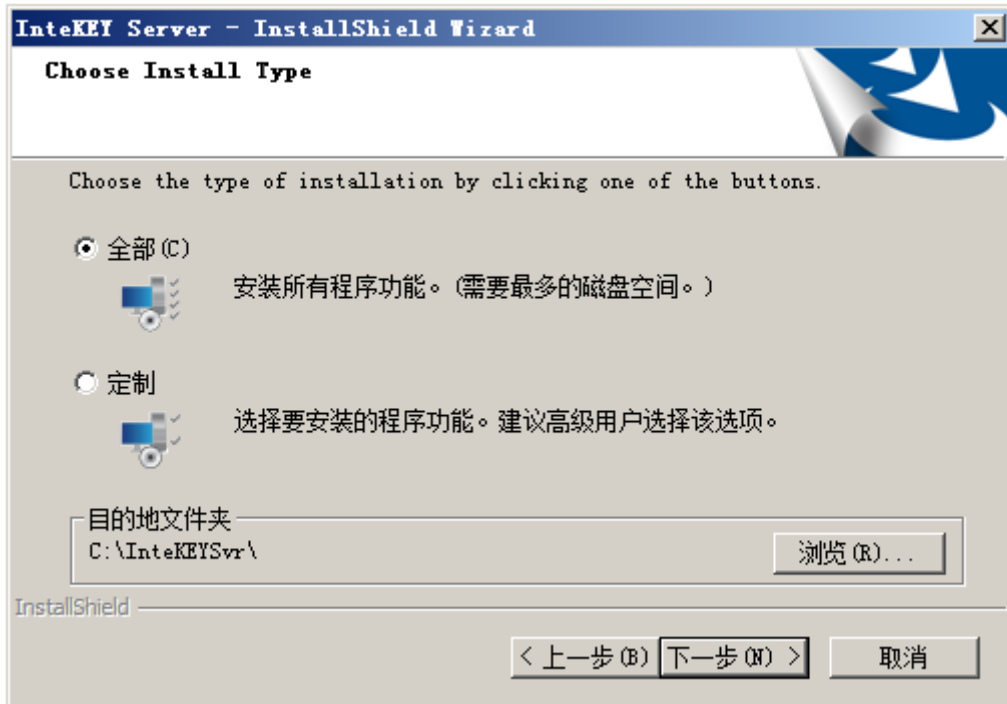 InteKEY Server - InstallShield Wizard
Choose Install Type
Choose the type of installation by clicking one of the buttons.
全部(C)
安装所有程序功能。(需要最多的磁盘空间。)
定制
选择要安装的程序功能。建议高级用户选择该选项。
目的地文件夹
C:\InteKEYSvr\
浏览(R)...
InstallShield
< 上一步(B) 下一步(N) > 取消